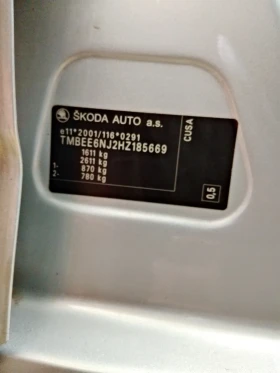 ŠKODA AUTO a.s.
e11*2001/116*0291
TMBEE6NJ2HZ185669
1611 kg
2611 kg
1- 870 kg
2- 780 kg
CUSA
0,5